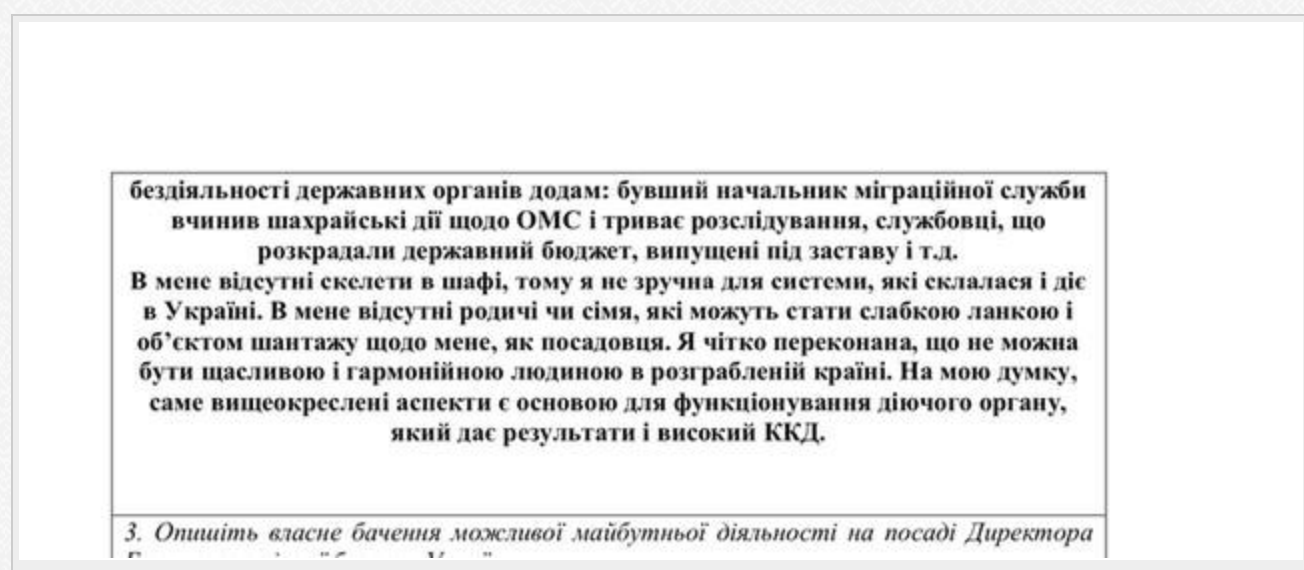 бездіяльності державних органів додам: бувший начальник міграційної служби
вчинив шахрайські дії щодо ОМС і триває розслідування, службовці, що
розкрадали державний бюджет, випущені під заставу і т.д.
В мене відсутні скелети в шафі, тому я не зручна для системи, які склалася і діє
в Україні. В мене відсутні родичі чи сімя, які можуть стати слабкою ланкою і
об’єктом шантажу щодо мене, як посадовця. Я чітко переконана, що не можна
бути щасливою і гармонійною людиною в розграбленій країні. На мою думку,
саме вищеокреслені аспекти є основою для функціонування діючого органу,
який дає результати і високий ККД.
3. Опишіть власне бачення можливої майбутньої діяльності на посаді Директора